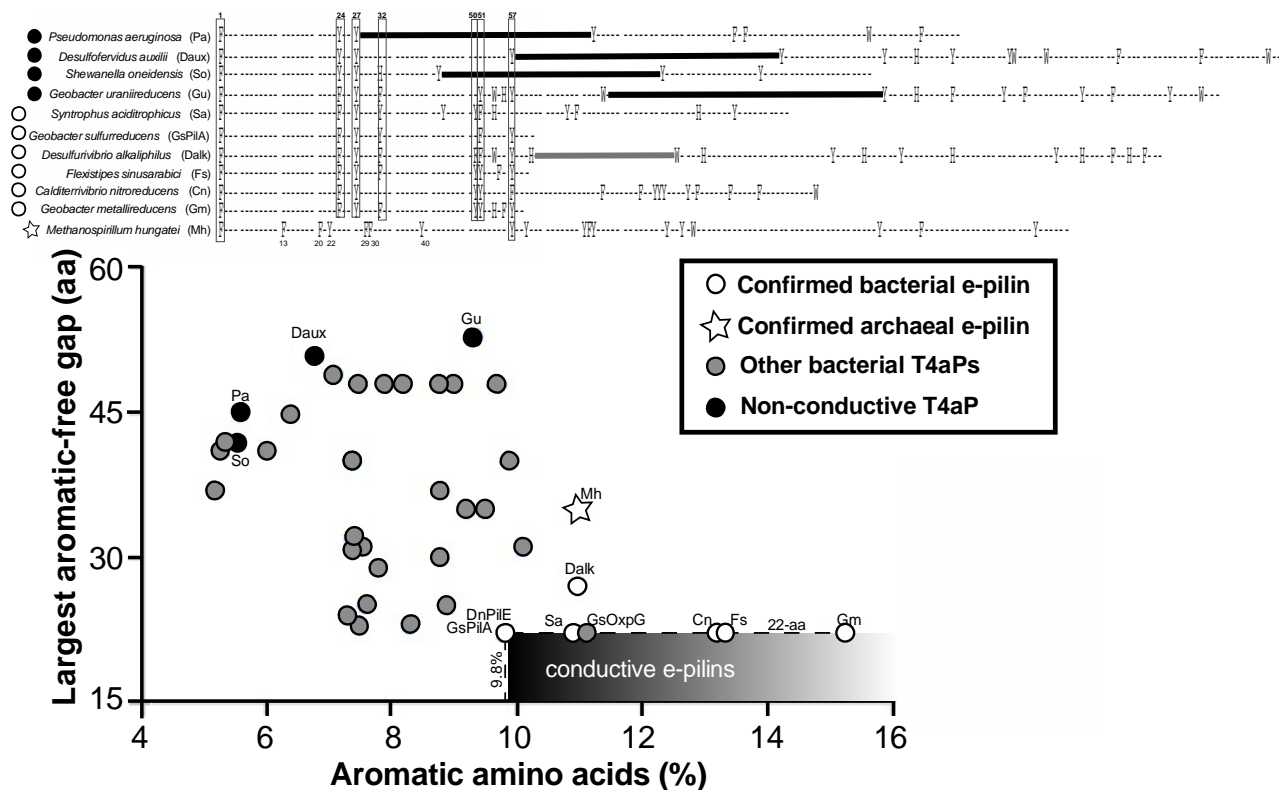 1 24 27 32 50 51 57
Pseudomonas aeruginosa (Pa)
Desulfofervidus auxilii (Daux)
Shewanella oneidensis (So)
Geobacter uraniireducens (Gu)
Syntrophus aciditrophicus (Sa)
Geobacter sulfurreducens (GsPilA)
Desulfurivibrio alkaliphilus (Dalk)
Flexistipes sinusarabici (Fs)
Calditerrivibrio nitroreducens (Cn)
Geobacter metallireducens (Gm)
Methanospirillum hungatei (Mh)
13 20 22 29 30 40
Largest aromatic-free gap (aa)
60
45
30
15
Confirmed bacterial e-pilin
Confirmed archaeal e-pilin
Other bacterial T4aPs
Non-conductive T4aP
Gu
Daux
Pa
So
Mh
Dalk
DnPilE
GsPilA
Sa
GsOxpG
Cn
Fs
22-aa
Gm
9.8%
conductive e-pilins
4 6 8 10 12 14 16
Aromatic amino acids (%)